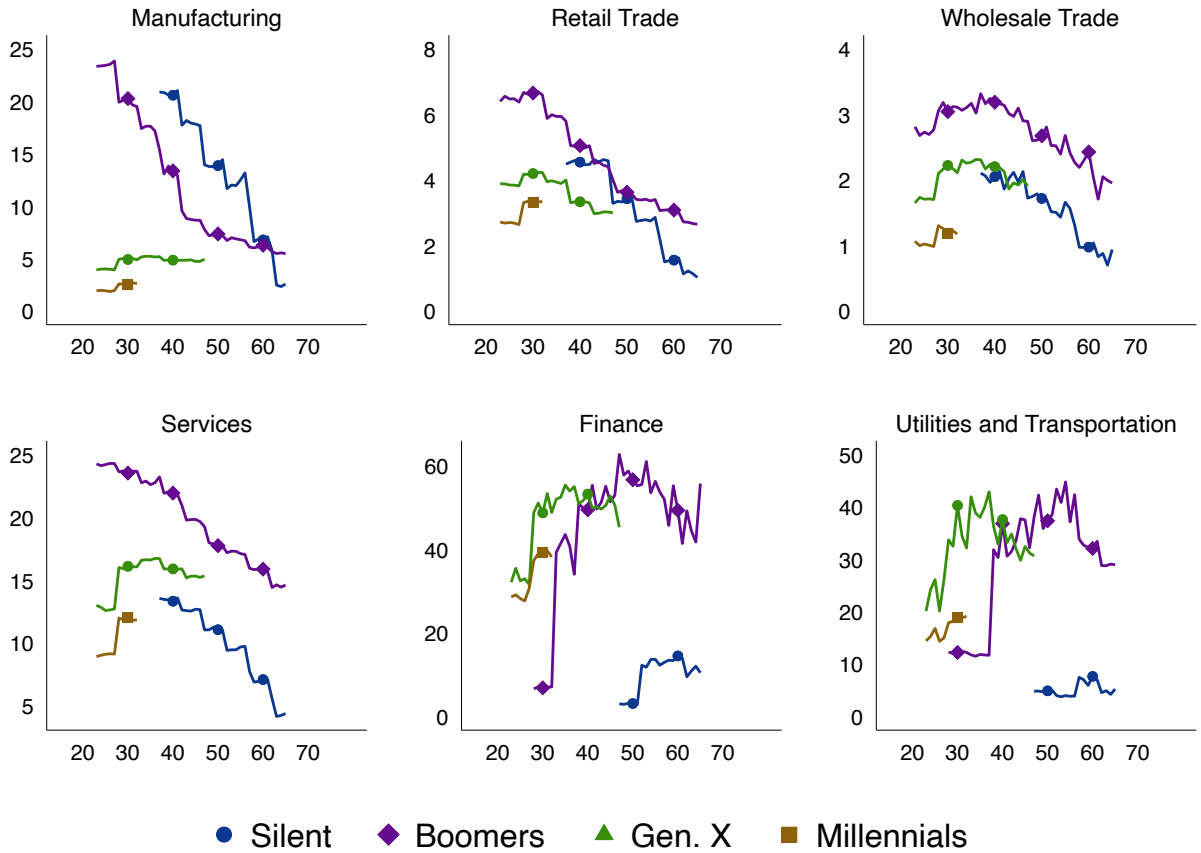 Manufacturing
25
20
15
10
5
0
20 30 40 50 60 70
Retail Trade
8
6
4
2
0
20 30 40 50 60 70
Wholesale Trade
4
3
2
1
0
20 30 40 50 60 70
Services
25
20
15
10
5
20 30 40 50 60 70
Finance
60
40
20
0
20 30 40 50 60 70
Utilities and Transportation
50
40
30
20
10
0
20 30 40 50 60 70
Silent Boomers Gen. X Millennials